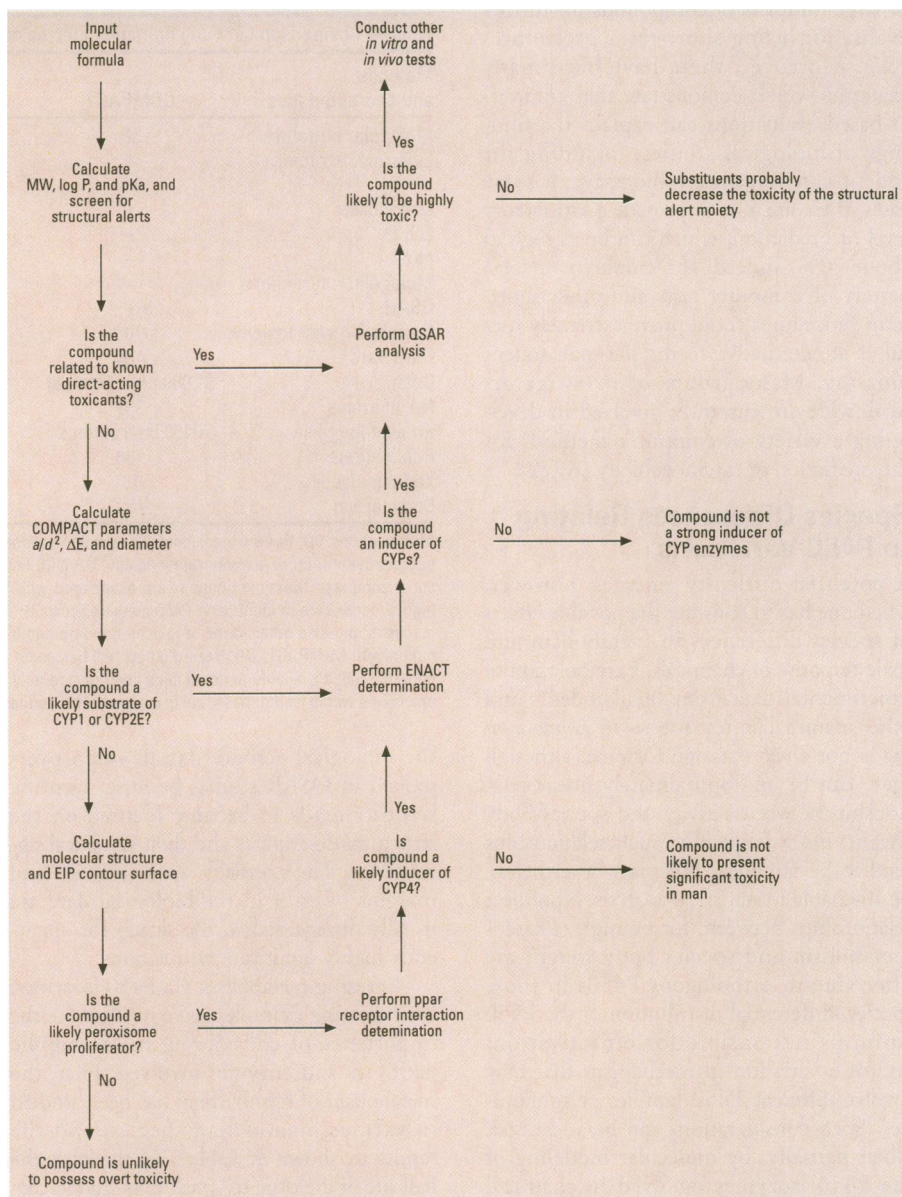 Input
molecular
formula
Conduct other
in vitro and
in vivo tests
Yes
Calculate
MW, log P, and pKa, and
screen for
structural alerts
Is the
compound
likely to be highly
toxic?
No
Substituents probably
decrease the toxicity of the structural
alert moiety
Is the
compound
related to known
direct-acting
toxicants?
Yes
Perform QSAR
analysis
No
Yes
Calculate
COMPACT parameters
a/d², ΔE, and diameter
Is the
compound
an inducer of
CYPs?
No
Compound is not
a strong inducer of
CYP enzymes
Is the
compound a
likely substrate of
CYP1 or CYP2E?
Yes
Perform ENACT
determination
No
Yes
Calculate
molecular structure
and EIP contour surface
Is
compound a
likely inducer of
CYP4?
No
Compound is not
likely to present
significant toxicity
in man
Is the
compound a
likely peroxisome
proliferator?
Yes
Perform ppar
receptor interaction
detemination
No
Compound is unlikely
to possess overt toxicity